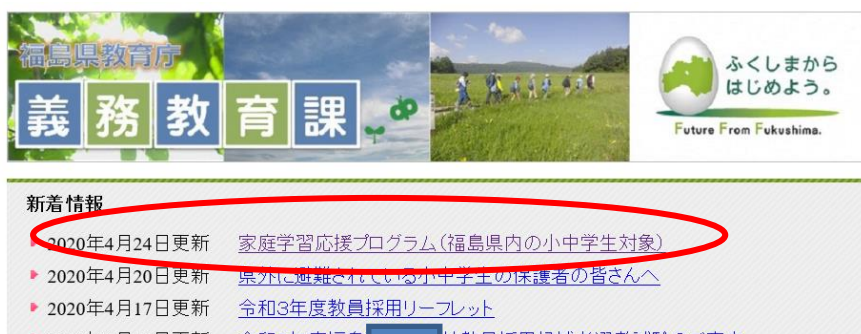 福島県教育庁
義務教育課
ふくしまから
はじめよう。
Future From Fukushima.
新着情報
2020年4月24日更新 家庭学習応援プログラム(福島県内の小中学生対象)
2020年4月20日更新 県外に避難されている小中学生の保護者の皆さんへ
2020年4月17日更新 令和3年度教員採用リーフレット